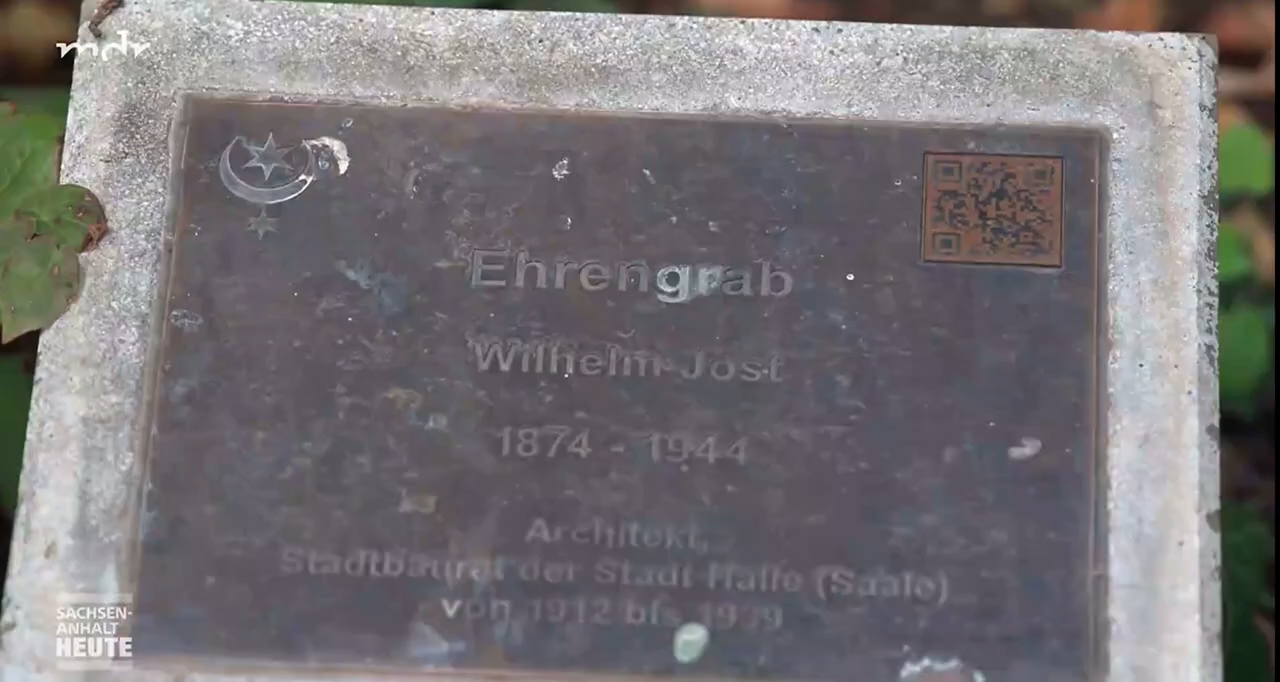 mdr
Ehrengrab
Wilhelm Jost
1874 - 1944
Architekt,
Stadtbaurat der Stadt Halle (Saale)
von 1912 bis 1939
SACHSEN-
ANHALT
HEUTE